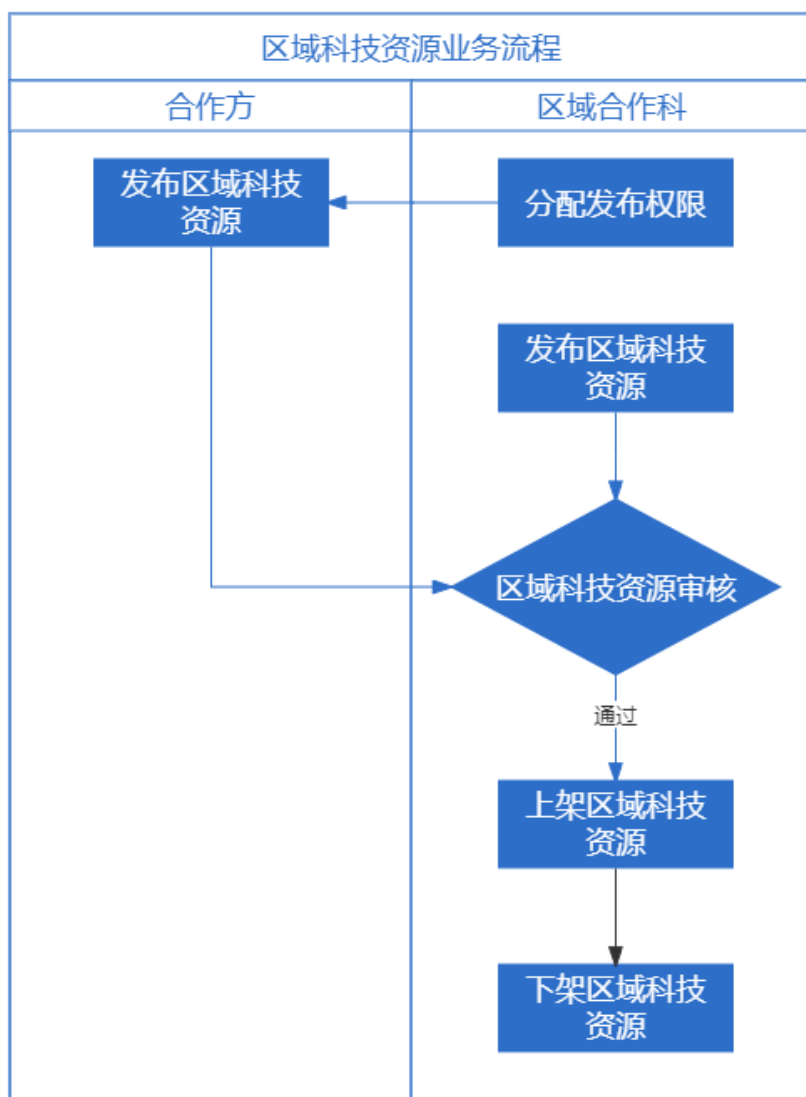 区域科技资源业务流程
合作方
区域合作科
发布区域科技
资源
分配发布权限
发布区域科技
资源
区域科技资源审核
通过
上架区域科技
资源
下架区域科技
资源